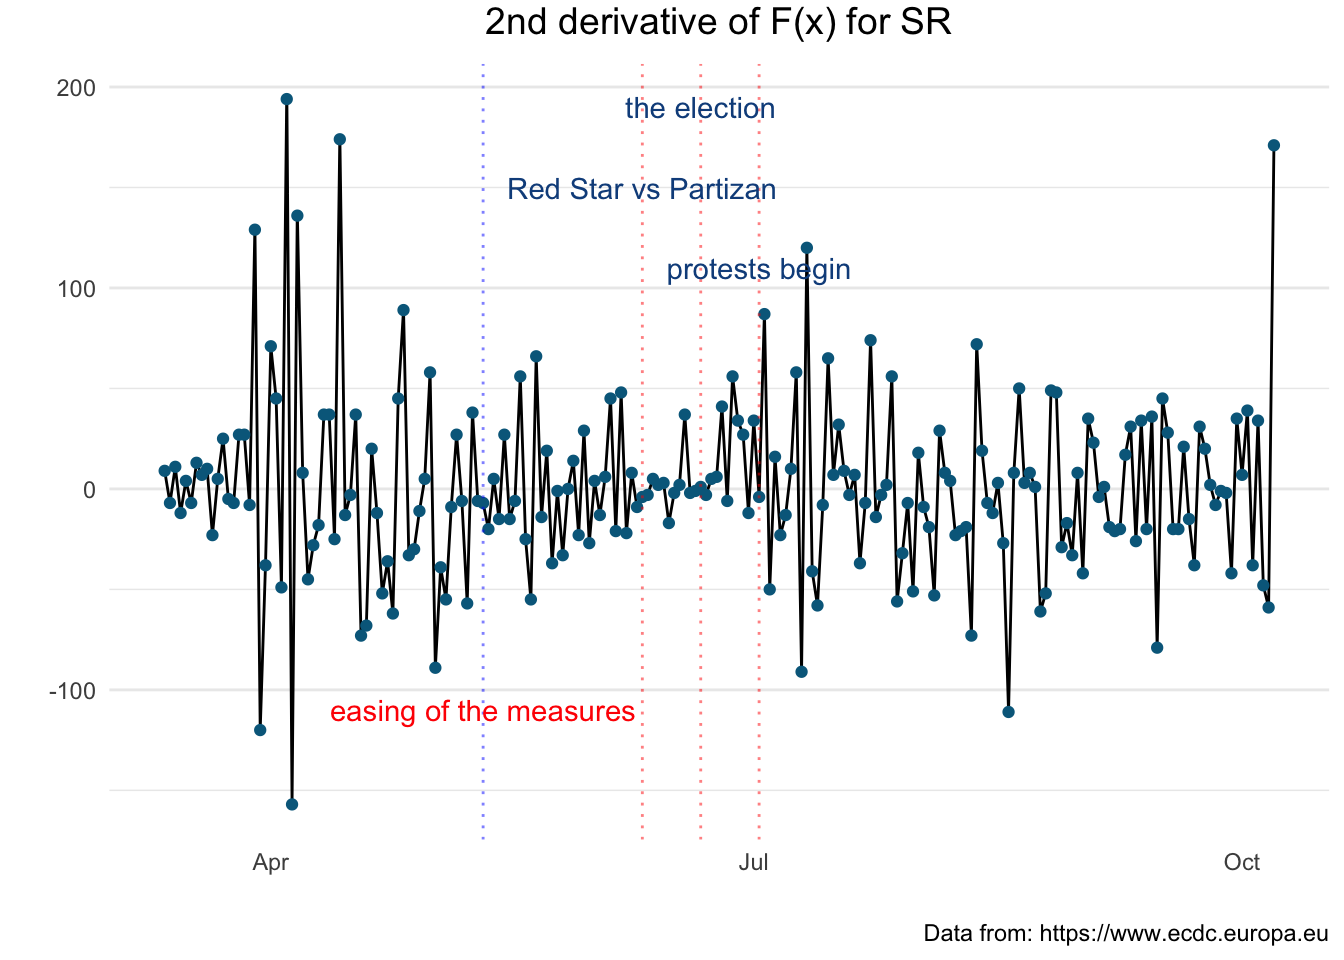 2nd derivative of F(x) for SR
200
the election
Red Star vs Partizan
protests begin
100
0
-100
easing of the measures
Apr
Jul
Oct
Data from: https://www.ecdc.europa.eu